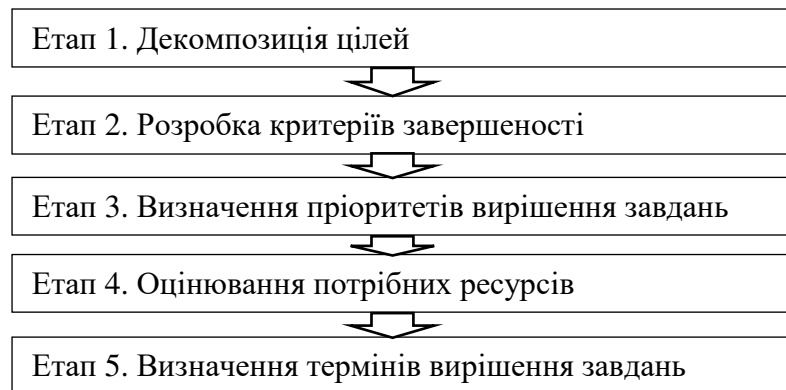 Етап 1. Декомпозиція цілей
Етап 2. Розробка критеріїв завершеності
Етап 3. Визначення пріоритетів вирішення завдань
Етап 4. Оцінювання потрібних ресурсів
Етап 5. Визначення термінів вирішення завдань